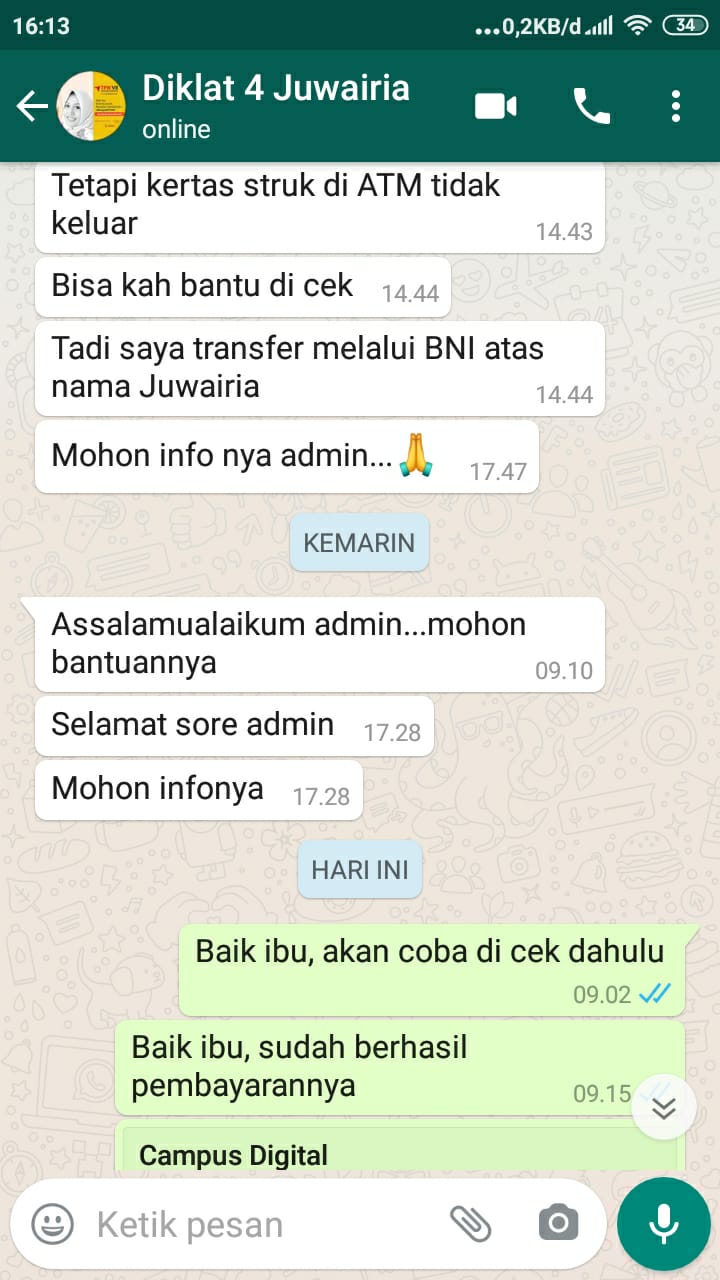 16:13
...0,2KB/d
34
Diklat 4 Juwairia
online
Tetapi kertas struk di ATM tidak
keluar
14.43
Bisa kah bantu di cek
14.44
Tadi saya transfer melalui BNI atas
nama Juwairia
14.44
Mohon info nya admin...🙏
17.47
KEMARIN
Assalamualaikum admin...mohon
bantuannya
09.10
Selamat sore admin
17.28
Mohon infonya
17.28
HARI INI
Baik ibu, akan coba di cek dahulu
09.02
Baik ibu, sudah berhasil
pembayarannya
09.15
Campus Digital
Ketik pesan